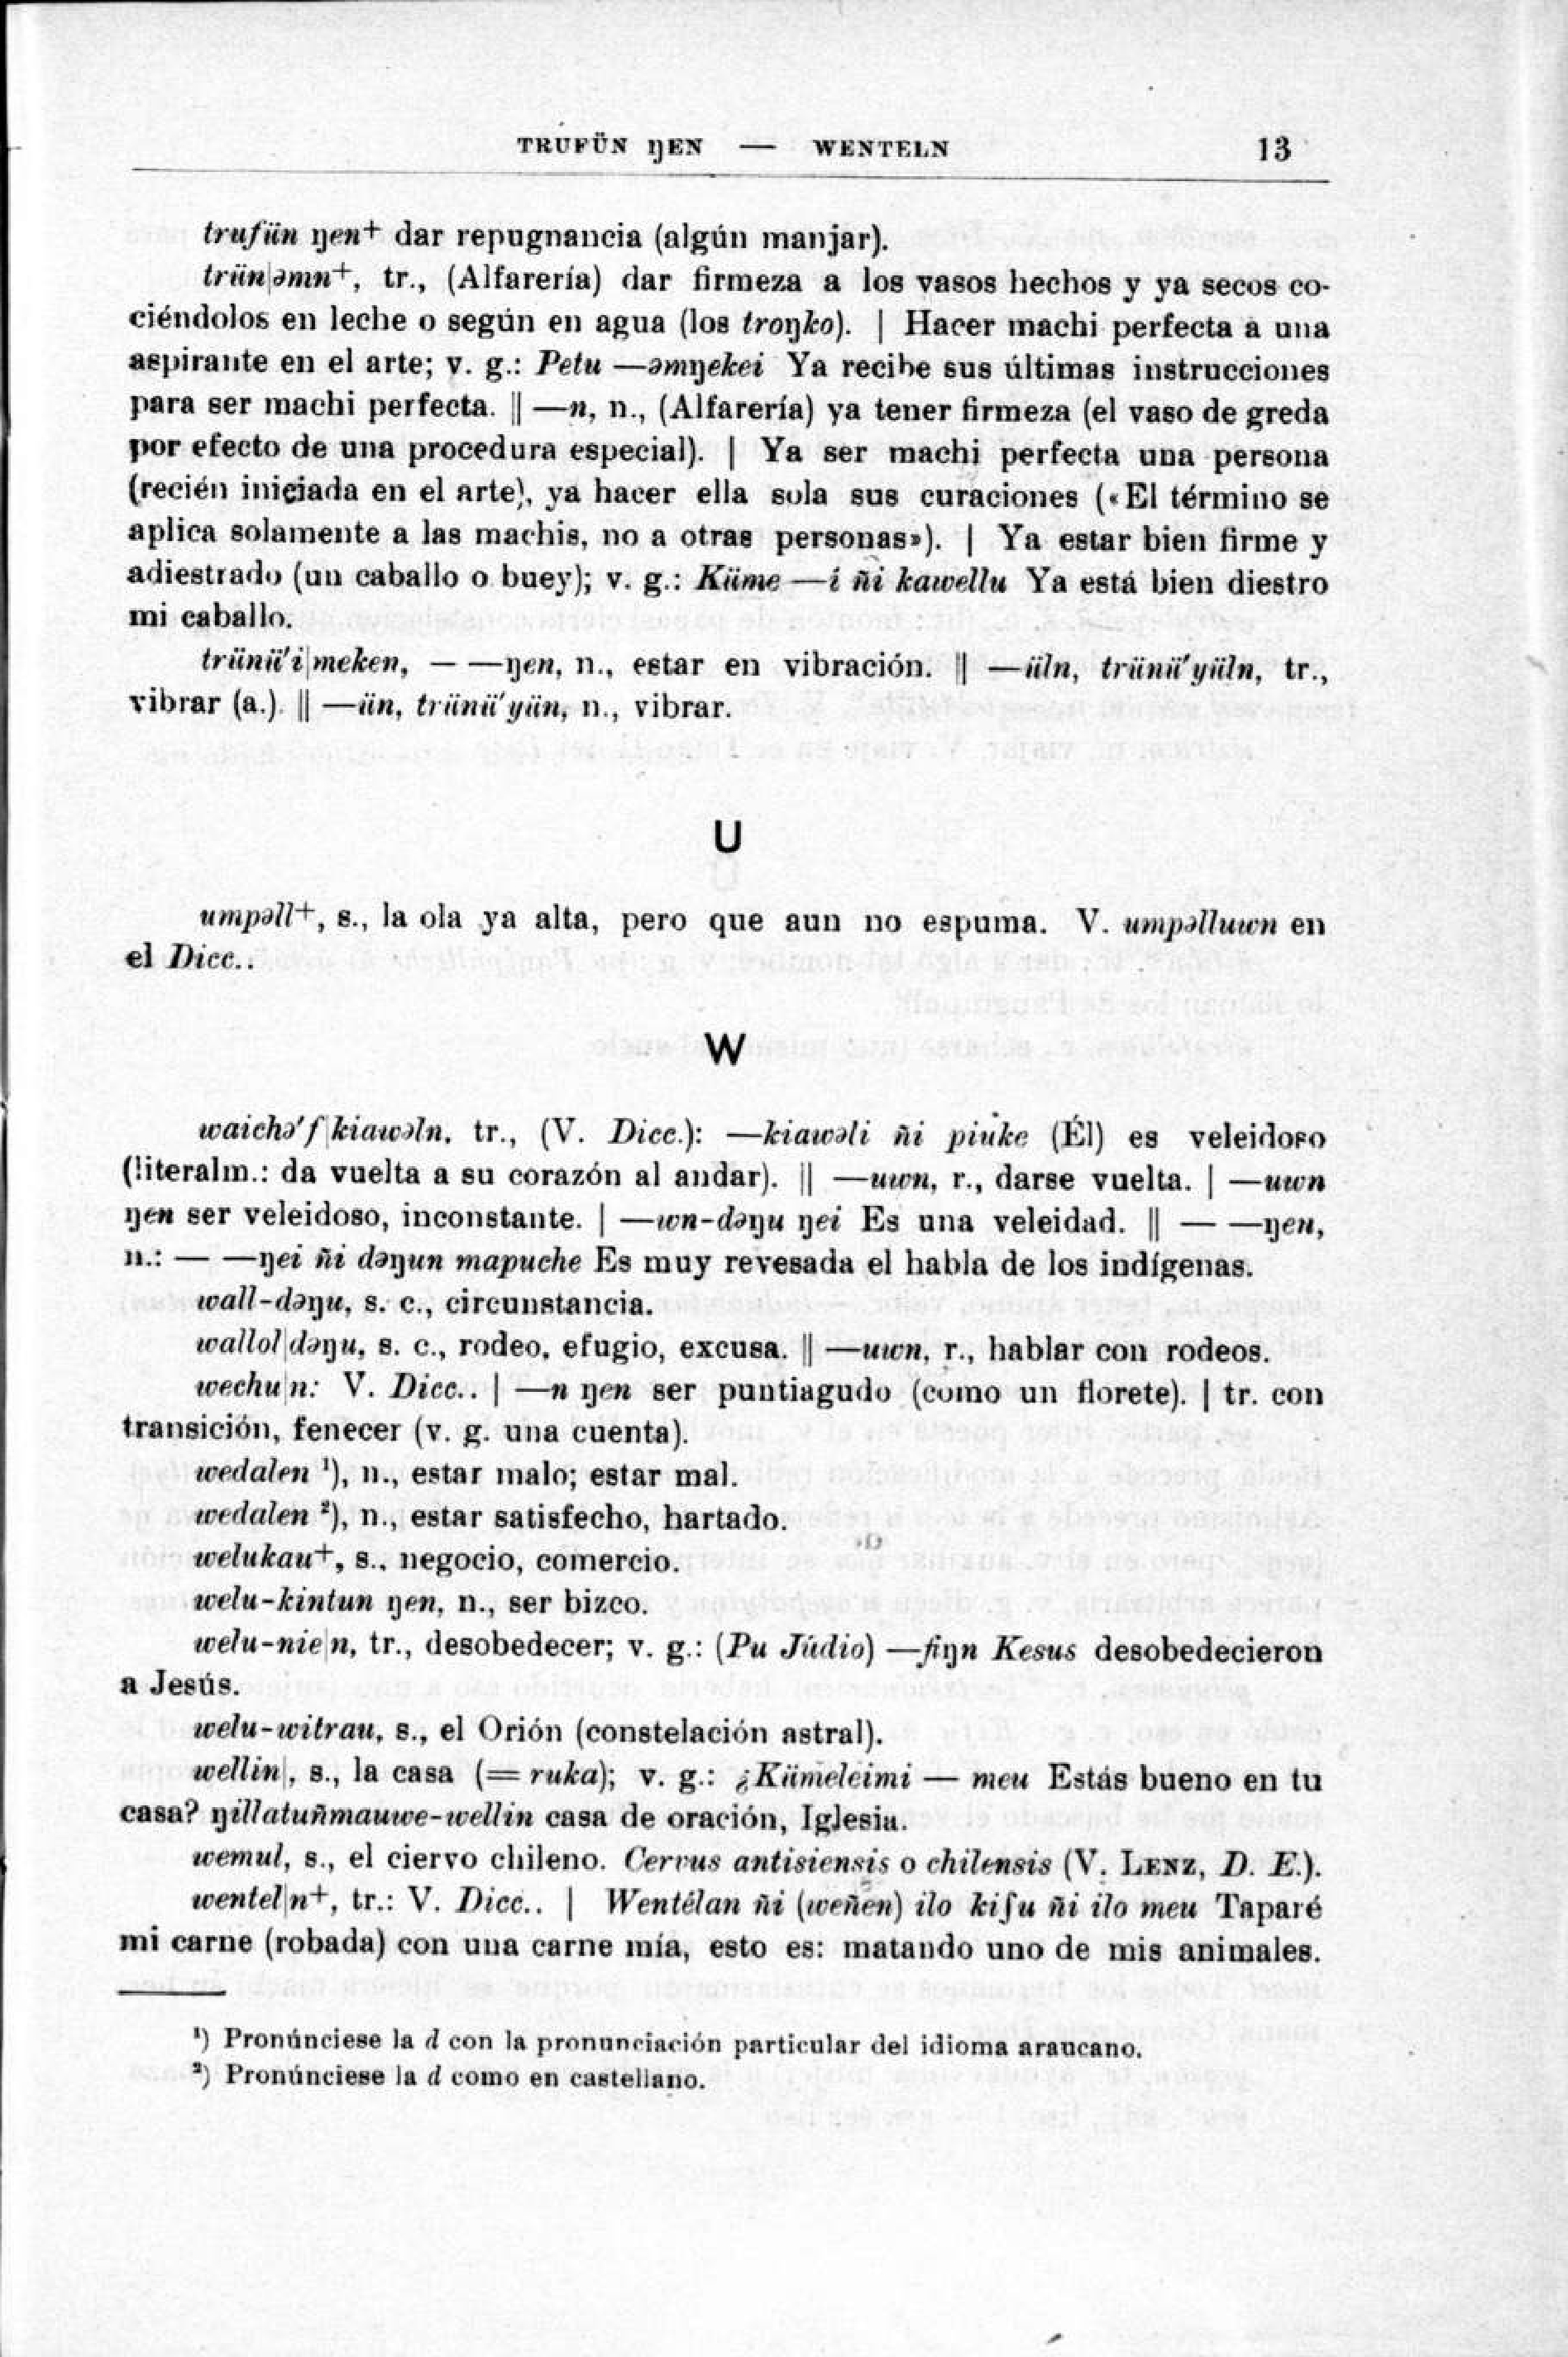 TRUFÜN ŊEN — WENTELN 13
trufün ŋen+ dar repugnancia (algún manjar).
trün|əmn+, tr., (Alfarería) dar firmeza a los vasos hechos y ya secos co-
ciéndolos en leche o según en agua (los troŋko). | Hacer machi perfecta a una
aspirante en el arte; v. g.: Petu —əmŋekei Ya recibe sus últimas instrucciones
para ser machi perfecta. || —n, n., (Alfarería) ya tener firmeza (el vaso de greda
por efecto de una procedura especial). | Ya ser machi perfecta una persona
(recién iniciada en el arte), ya hacer ella sola sus curaciones («El término se
aplica solamente a las machis, no a otras personas»). | Ya estar bien firme y
adiestrado (un caballo o buey); v. g.: Küme —i ñi kawellu Ya está bien diestro
mi caballo.
trünü'i|meken, — —ŋen, n., estar en vibración. || —üln, trünü'yüln, tr.,
vibrar (a.). || —ün, trünü'yün, n., vibrar.
U
umpəll+, s., la ola ya alta, pero que aun no espuma. V. umpəlluwn en
el Dicc..
W
waichə'f|kiawəln, tr., (V. Dicc.): —kiawəli ñi piuke (Él) es veleidoso
(literalm.: da vuelta a su corazón al andar). || —uwn, r., darse vuelta. | —uwn
ŋen ser veleidoso, inconstante. | —wn-dəŋu ŋei Es una veleidad. || — —ŋen,
n.: — —ŋei ñi dəŋun mapuche Es muy revesada el habla de los indígenas.
wall-dəŋu, s. c., circunstancia.
wallol|dəŋu, s. c., rodeo, efugio, excusa. || —uwn, r., hablar con rodeos.
wechu|n: V. Dicc.. | —n ŋen ser puntiagudo (como un florete). | tr. con
transición, fenecer (v. g. una cuenta).
wedalen ¹), n., estar malo; estar mal.
wedalen ²), n., estar satisfecho, hartado.
welukau+, s., negocio, comercio.
welu-kintun ŋen, n., ser bizco.
welu-nie|n, tr., desobedecer; v. g.: (Pu Júdio) —fiŋn Kesus desobedecieron
a Jesús.
welu-witrau, s., el Orión (constelación astral).
wellin|, s., la casa (= ruka); v. g.: ¿Kümeleimi — meu Estás bueno en tu
casa? ŋillatuñmauwe-wellin casa de oración, Iglesia.
wemul, s., el ciervo chileno. Cervus antisiensis o chilensis (V. LENZ, D. E.).
wentel|n+, tr.: V. Dicc.. | Wentélan ñi (weñen) ilo kiſu ñi ilo meu Taparé
mi carne (robada) con una carne mía, esto es: matando uno de mis animales.
¹) Pronúnciese la d con la pronunciación particular del idioma araucano.
²) Pronúnciese la d como en castellano.